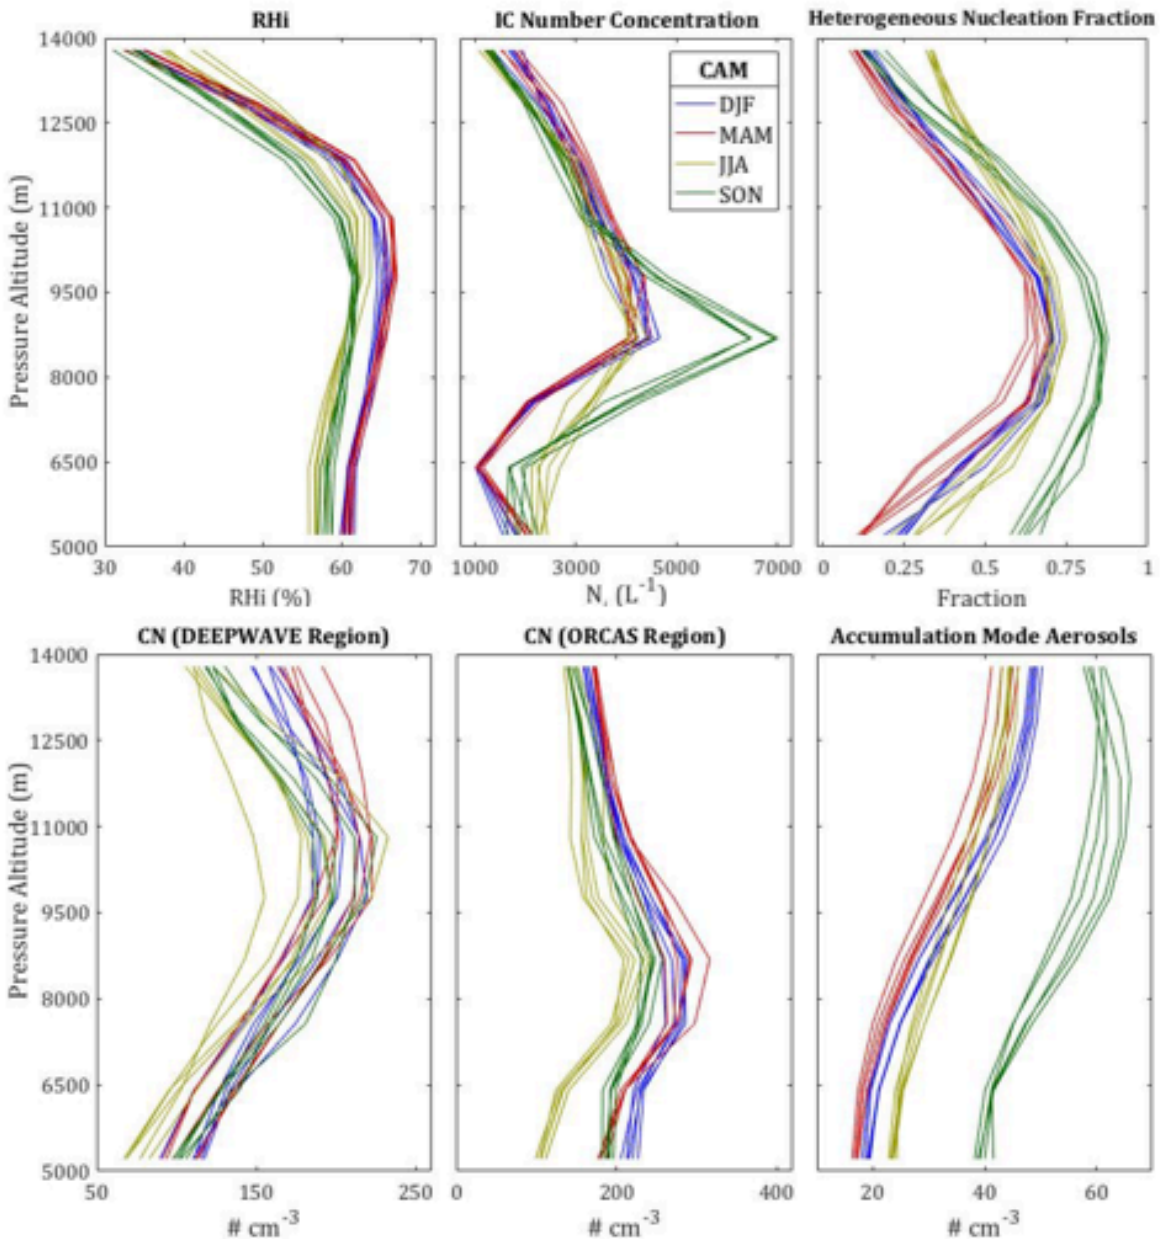 RHi IC Number Concentration Heterogeneous Nucleation Fraction
14000
12500
11000
9500
8000
6500
5000
Pressure Altitude (m)
CAM
DJF
MAM
JJA
SON
30 40 50 60 70 1000 3000 5000 7000 0 0.25 0.5 0.75 1
RHi (%) N (L⁻¹) Fraction
CN (DEEPWAVE Region) CN (ORCAS Region) Accumulation Mode Aerosols
14000
12500
11000
9500
8000
6500
5000
Pressure Altitude (m)
50 150 250 0 200 400 20 40 60
# cm⁻³ # cm⁻³ # cm⁻³